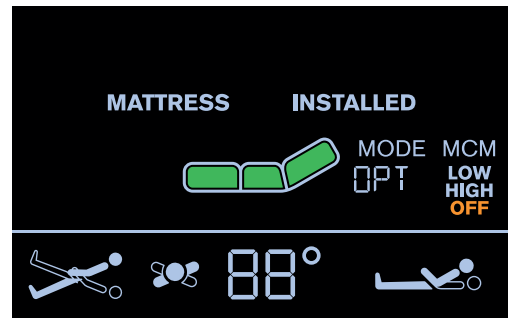 MATTRESS INSTALLED
MODE MCM
OPT LOW
HIGH
OFF
88°